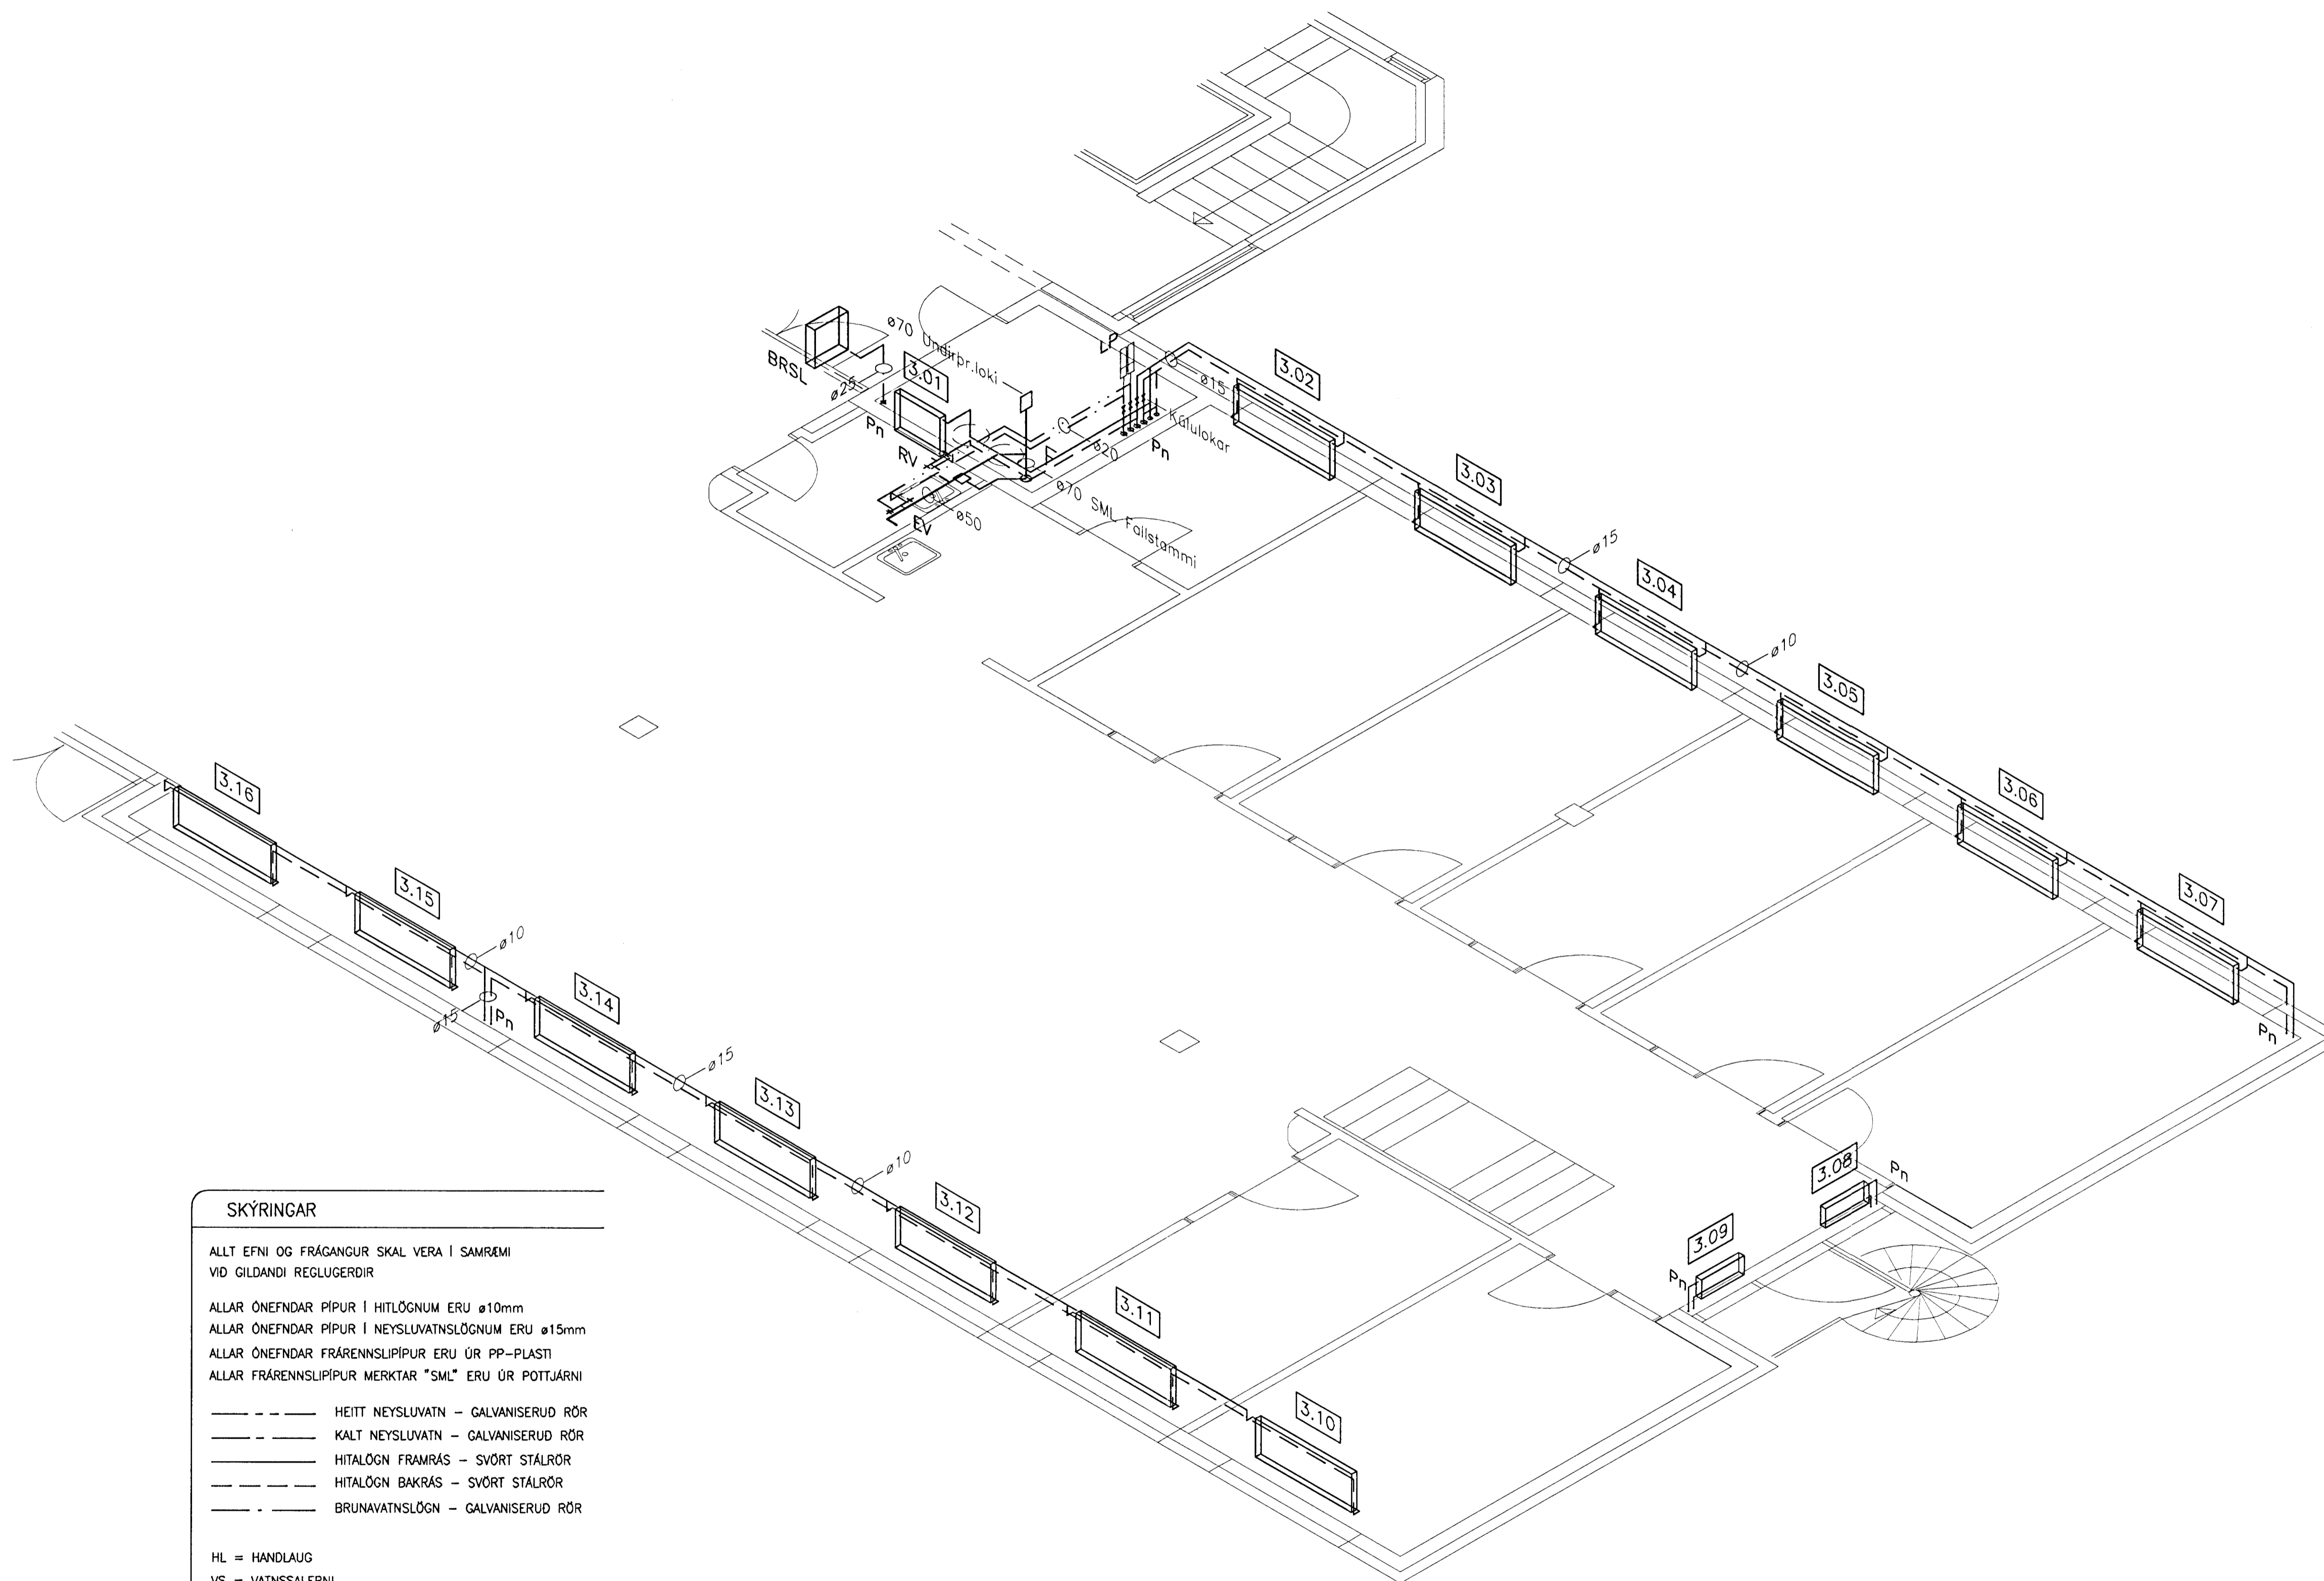 ø70
Undirþr.loki
LP
BRSL
ø25
3.01
ø15
3.02
Pn
Kúlulokar
RV
ø20
Pn
3.03
ø70 SML Fallstammi
ø50
EV
ø15
3.04
ø10
3.05
3.16
3.06
3.15
3.07
ø10
3.14
ø15
Pn
Pn
ø15
3.13
ø10
3.08
Pn
3.12
3.09
Pn
3.11
3.10
SKÝRINGAR
ALLT EFNI OG FRÁGANGUR SKAL VERA Í SAMRÆMI
VIÐ GILDANDI REGLUGERÐIR
ALLAR ÓNEFNDAR PÍPUR Í HITLÖGNUM ERU ø10mm
ALLAR ÓNEFNDAR PÍPUR Í NEYSLUVATNSLÖGNUM ERU ø15mm
ALLAR ÓNEFNDAR FRÁRENNSLIPÍPUR ERU ÚR PP-PLASTI
ALLAR FRÁRENNSLIPÍPUR MERKTAR "SML" ERU ÚR POTTJÁRNI
HEITT NEYSLUVATN - GALVANISERUÐ RÖR
KALT NEYSLUVATN - GALVANISERUÐ RÖR
HITALÖGN FRAMRÁS - SVÖRT STÁLRÖR
HITALÖGN BAKRÁS - SVÖRT STÁLRÖR
BRUNAVATNSLÖGN - GALVANISERUÐ RÖR
HL = HANDLAUG
VS = VATNSSALERNI